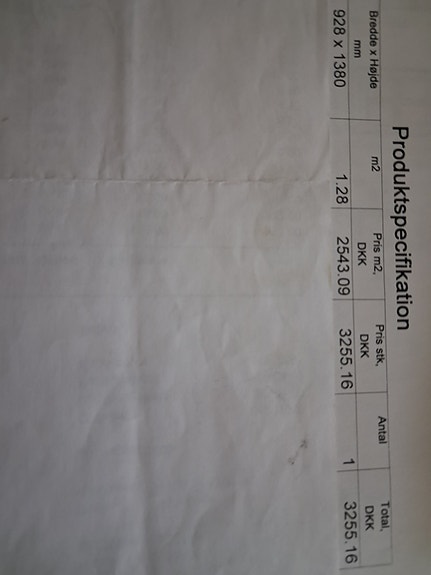 Produktspecifikation
Bredde x Højde mm
m2
Pris m2, DKK
Pris stk, DKK
Antal
Total, DKK
928 x 1380
1.28
2543.09
3255.16
1
3255.16